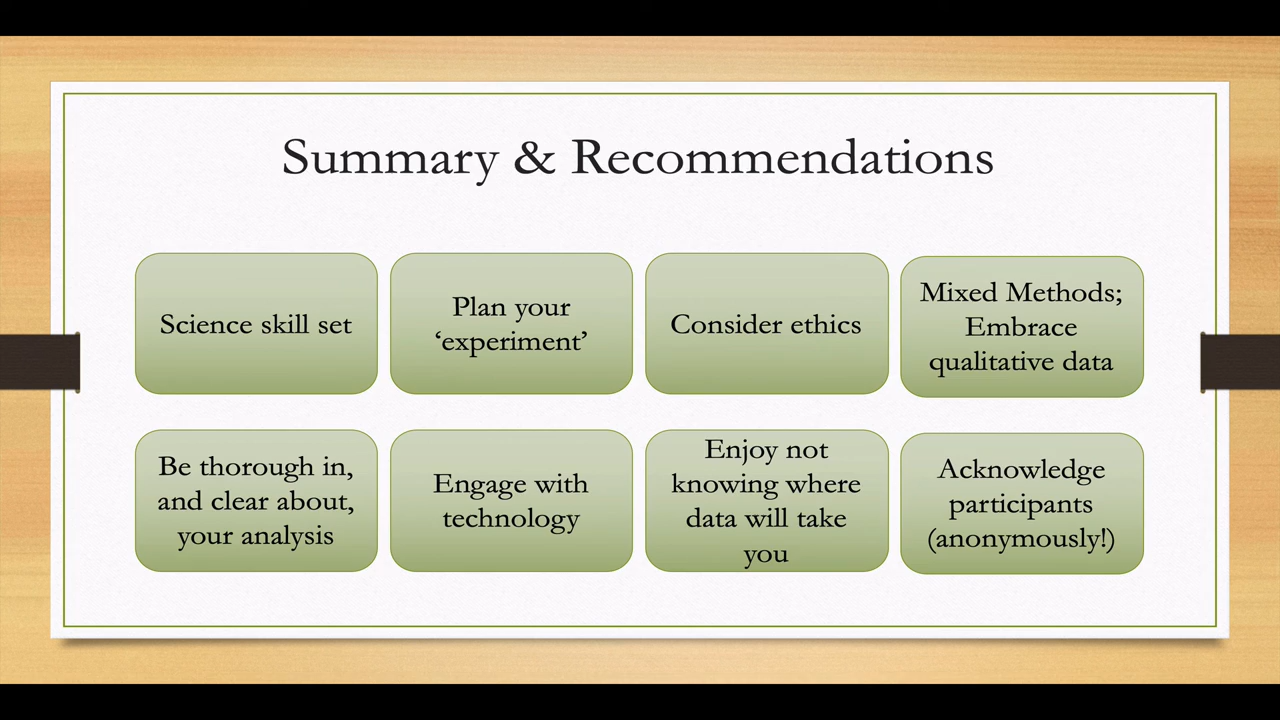 Summary & Recommendations
Science skill set
Plan your
‘experiment’
Consider ethics
Mixed Methods;
Embrace
qualitative data
Be thorough in,
and clear about,
your analysis
Engage with
technology
Enjoy not
knowing where
data will take
you
Acknowledge
participants
(anonymously!)